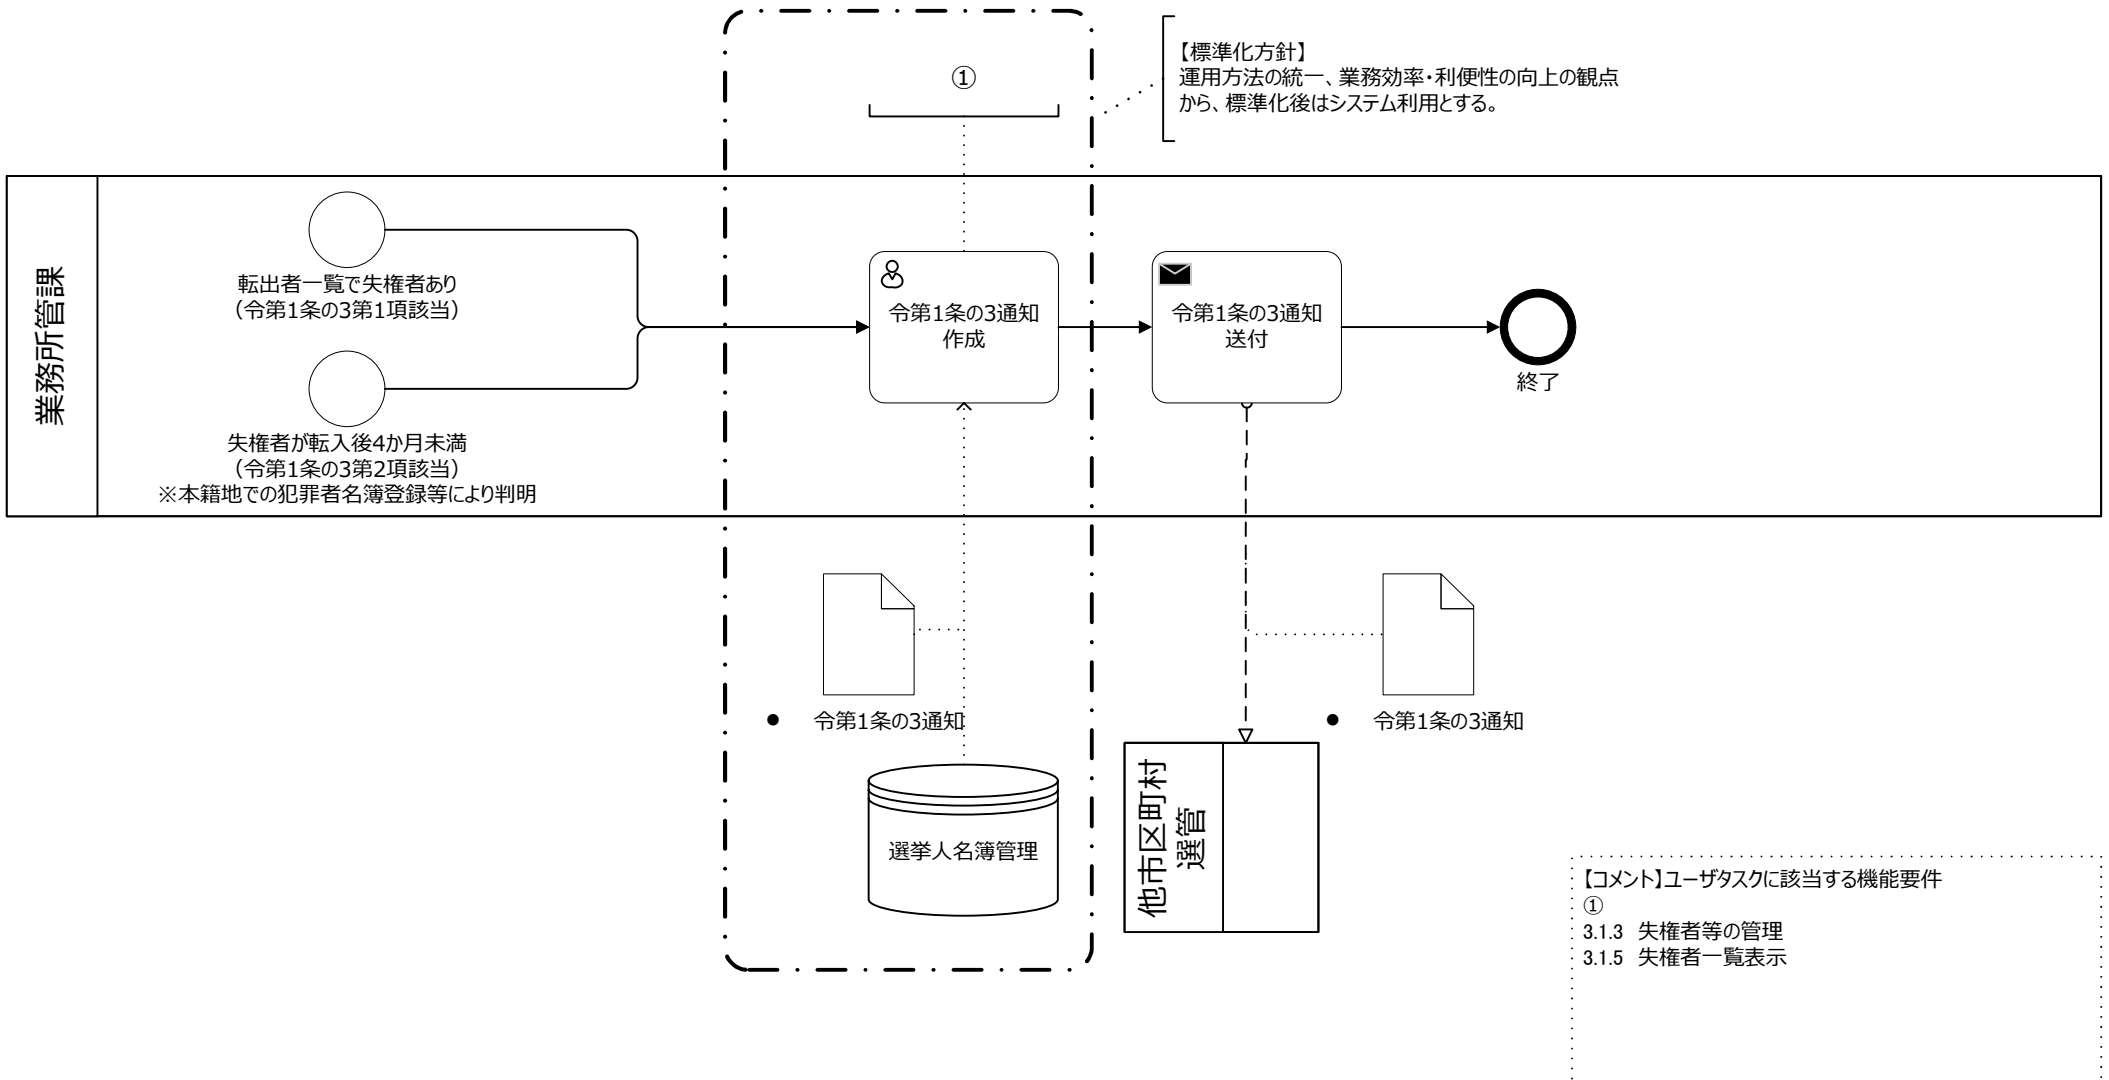 ①
【標準化方針】
運用方法の統一、業務効率・利便性の向上の観点
から、標準化後はシステム利用とする。
業務所管課
転出者一覧で失権者あり
（令第1条の3第1項該当）
失権者が転入後4か月未満
（令第1条の3第2項該当）
※本籍地での犯罪者名簿登録等により判明
令第1条の3通知
作成
令第1条の3通知
送付
終了
● 令第1条の3通知
● 令第1条の3通知
選挙人名簿管理
他市区町村
選管
【コメント】ユーザタスクに該当する機能要件
①
3.1.3 失権者等の管理
3.1.5 失権者一覧表示